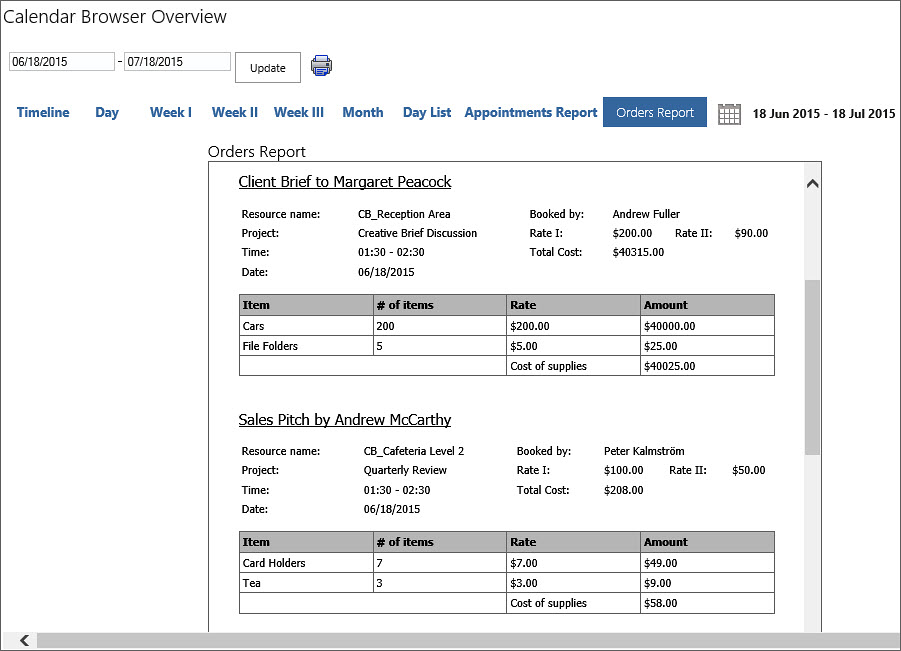 Calendar Browser Overview
06/18/2015 - 07/18/2015 Update
Timeline Day Week I Week II Week III Month Day List Appointments Report Orders Report 18 Jun 2015 - 18 Jul 2015
Orders Report
Client Brief to Margaret Peacock
Resource name: CB_Reception Area Booked by: Andrew Fuller
Project: Creative Brief Discussion Rate I: $200.00 Rate II: $90.00
Time: 01:30 - 02:30 Total Cost: $40315.00
Date: 06/18/2015
Item # of items Rate Amount
Cars 200 $200.00 $40000.00
File Folders 5 $5.00 $25.00
Cost of supplies $40025.00
Sales Pitch by Andrew McCarthy
Resource name: CB_Cafeteria Level 2 Booked by: Peter Kalmström
Project: Quarterly Review Rate I: $100.00 Rate II: $50.00
Time: 01:30 - 02:30 Total Cost: $208.00
Date: 06/18/2015
Item # of items Rate Amount
Card Holders 7 $7.00 $49.00
Tea 3 $3.00 $9.00
Cost of supplies $58.00